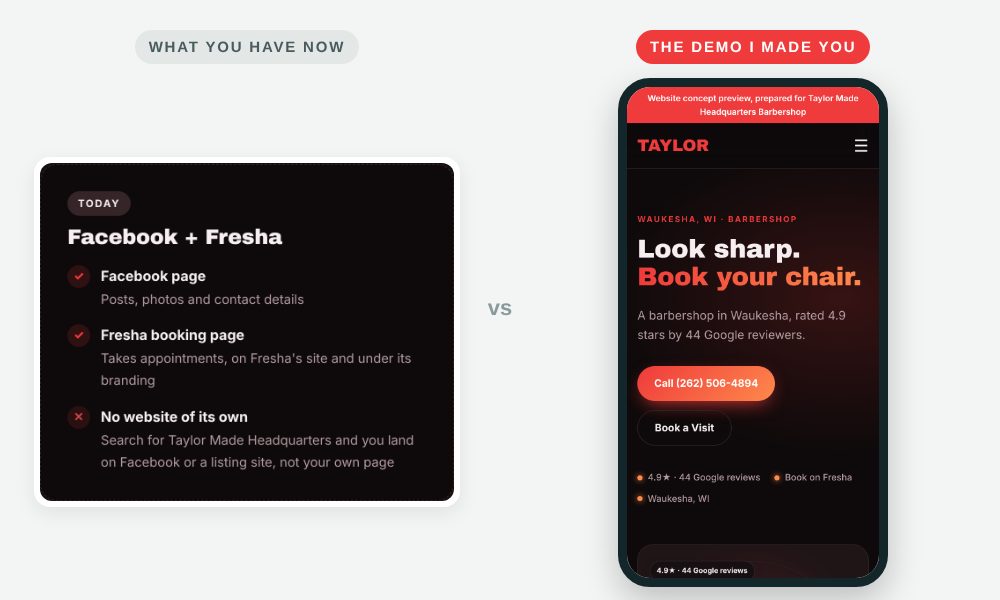 WHAT YOU HAVE NOW
TODAY
Facebook + Fresha
Facebook page
Posts, photos and contact details
Fresha booking page
Takes appointments, on Fresha's site and under its
branding
No website of its own
Search for Taylor Made Headquarters and you land
on Facebook or a listing site, not your own page
vs
THE DEMO I MADE YOU
Website concept preview, prepared for Taylor Made
Headquarters Barbershop
TAYLOR
WAUKESHA, WI · BARBERSHOP
Look sharp.
Book your chair.
A barbershop in Waukesha, rated 4.9
stars by 44 Google reviewers.
Call (262) 506-4894
Book a Visit
4.9★ · 44 Google reviews
Book on Fresha
Waukesha, WI
4.9★ · 44 Google reviews